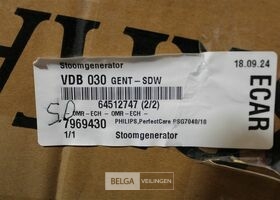 Stoomgenerator
18.09.24
VDB 030 GENT-SDW
64512747 (2/2)
OMR-ECH - OMR-ECH -
7969430
PHILIPS,PerfectCare PSG7040/10
1/1
Stoomgenerator
ECAR
BELGA VEILINGEN